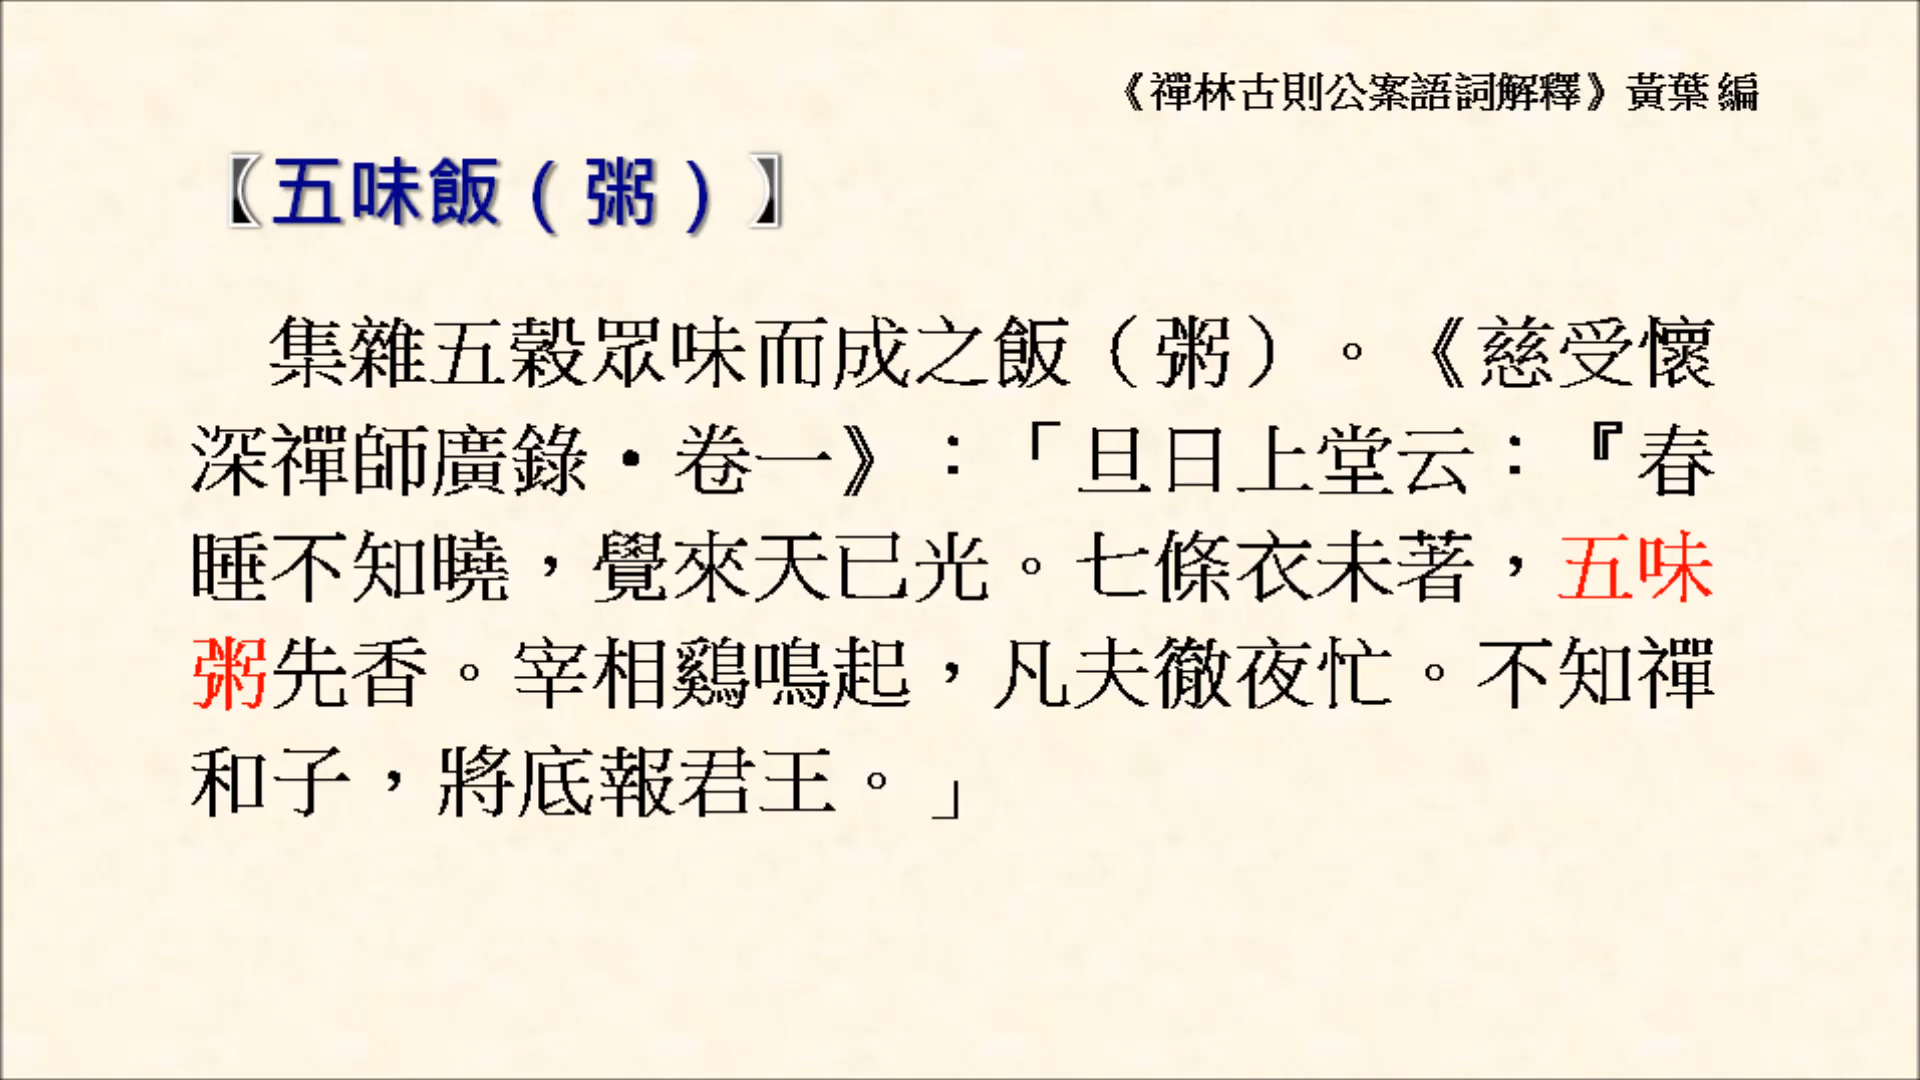 《禪林古則公案語詞解釋》黃葉 編
【五味飯（粥）】
集雜五穀眾味而成之飯（粥）。《慈受懷
深禪師廣錄‧卷一》：「旦日上堂云：『春
睡不知曉，覺來天已光。七條衣未著，五味
粥先香。宰相鷄鳴起，凡夫徹夜忙。不知禪
和子，將底報君王。」